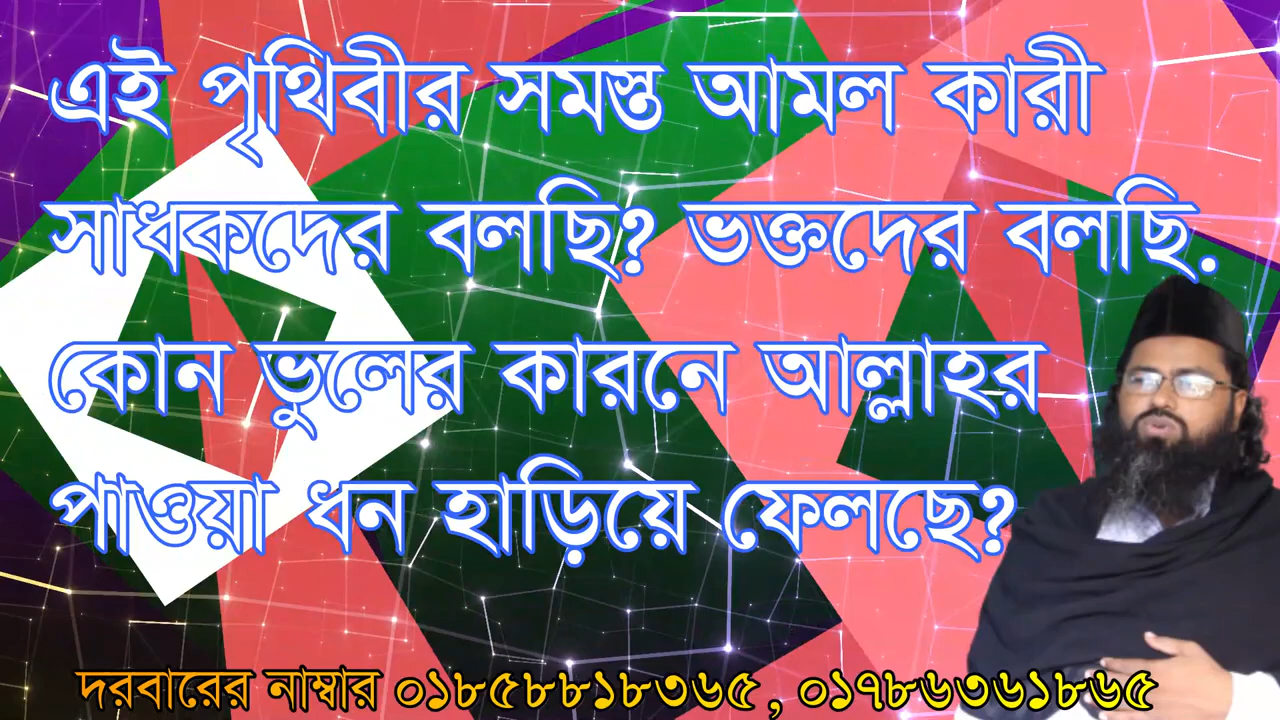 এই পৃথিবীর সমস্ত আমল কারী
সাধকদের বলছি? ভক্তদের বলছি.
কোন ভুলের কারনে আল্লাহর
পাওয়া ধন হাড়িয়ে ফেলছে?
দরবারের নাম্বার ০১৮৫৮৮১৮৩৬৫, ০১৭৮৬৩৬১৮৬৫